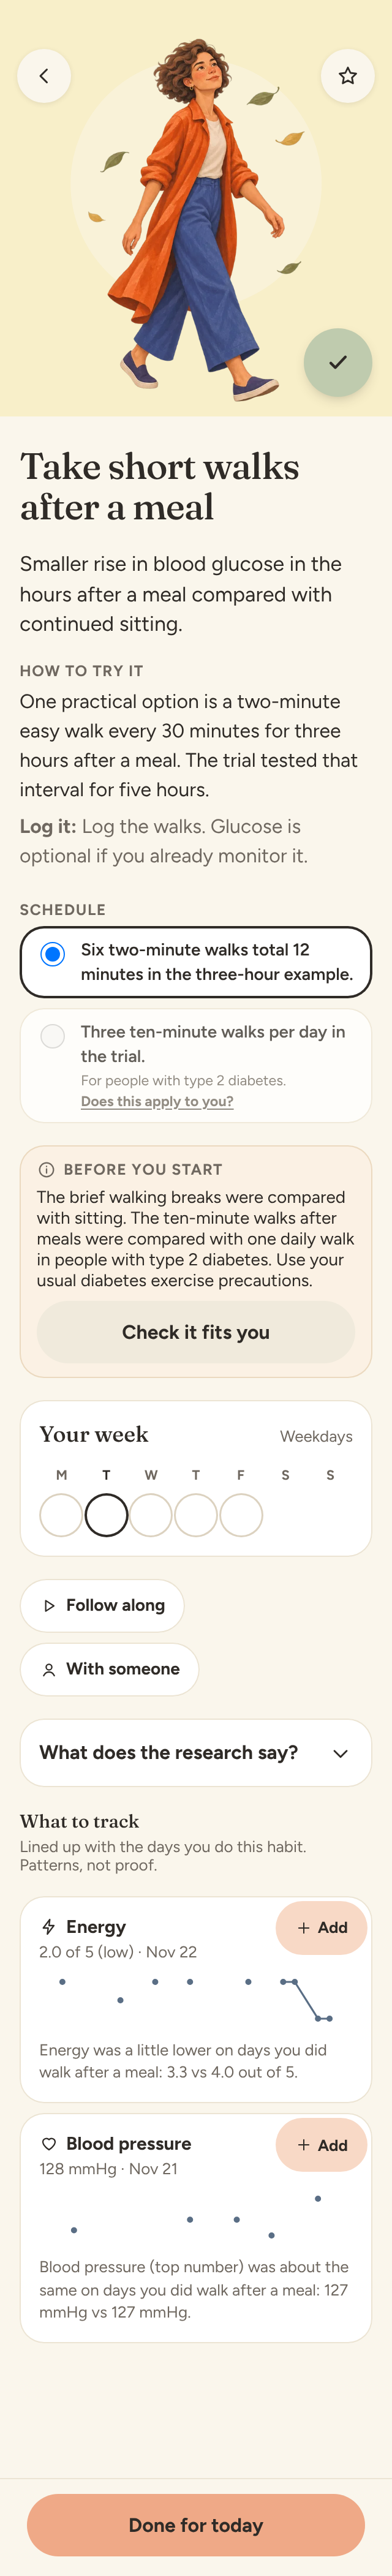 Take short walks
after a meal
Smaller rise in blood glucose in the
hours after a meal compared with
continued sitting.
HOW TO TRY IT
One practical option is a two-minute
easy walk every 30 minutes for three
hours after a meal. The trial tested that
interval for five hours.
Log it: Log the walks. Glucose is
optional if you already monitor it.
SCHEDULE
Six two-minute walks total 12
minutes in the three-hour example.
Three ten-minute walks per day in
the trial.
For people with type 2 diabetes.
Does this apply to you?
BEFORE YOU START
The brief walking breaks were compared
with sitting. The ten-minute walks after
meals were compared with one daily walk
in people with type 2 diabetes. Use your
usual diabetes exercise precautions.
Check it fits you
Your week Weekdays
M T W T F S S
Follow along
With someone
What does the research say?
What to track
Lined up with the days you do this habit.
Patterns, not proof.
Energy + Add
2.0 of 5 (low) · Nov 22
Energy was a little lower on days you did
walk after a meal: 3.3 vs 4.0 out of 5.
Blood pressure + Add
128 mmHg · Nov 21
Blood pressure (top number) was about the
same on days you did walk after a meal: 127
mmHg vs 127 mmHg.
Done for today